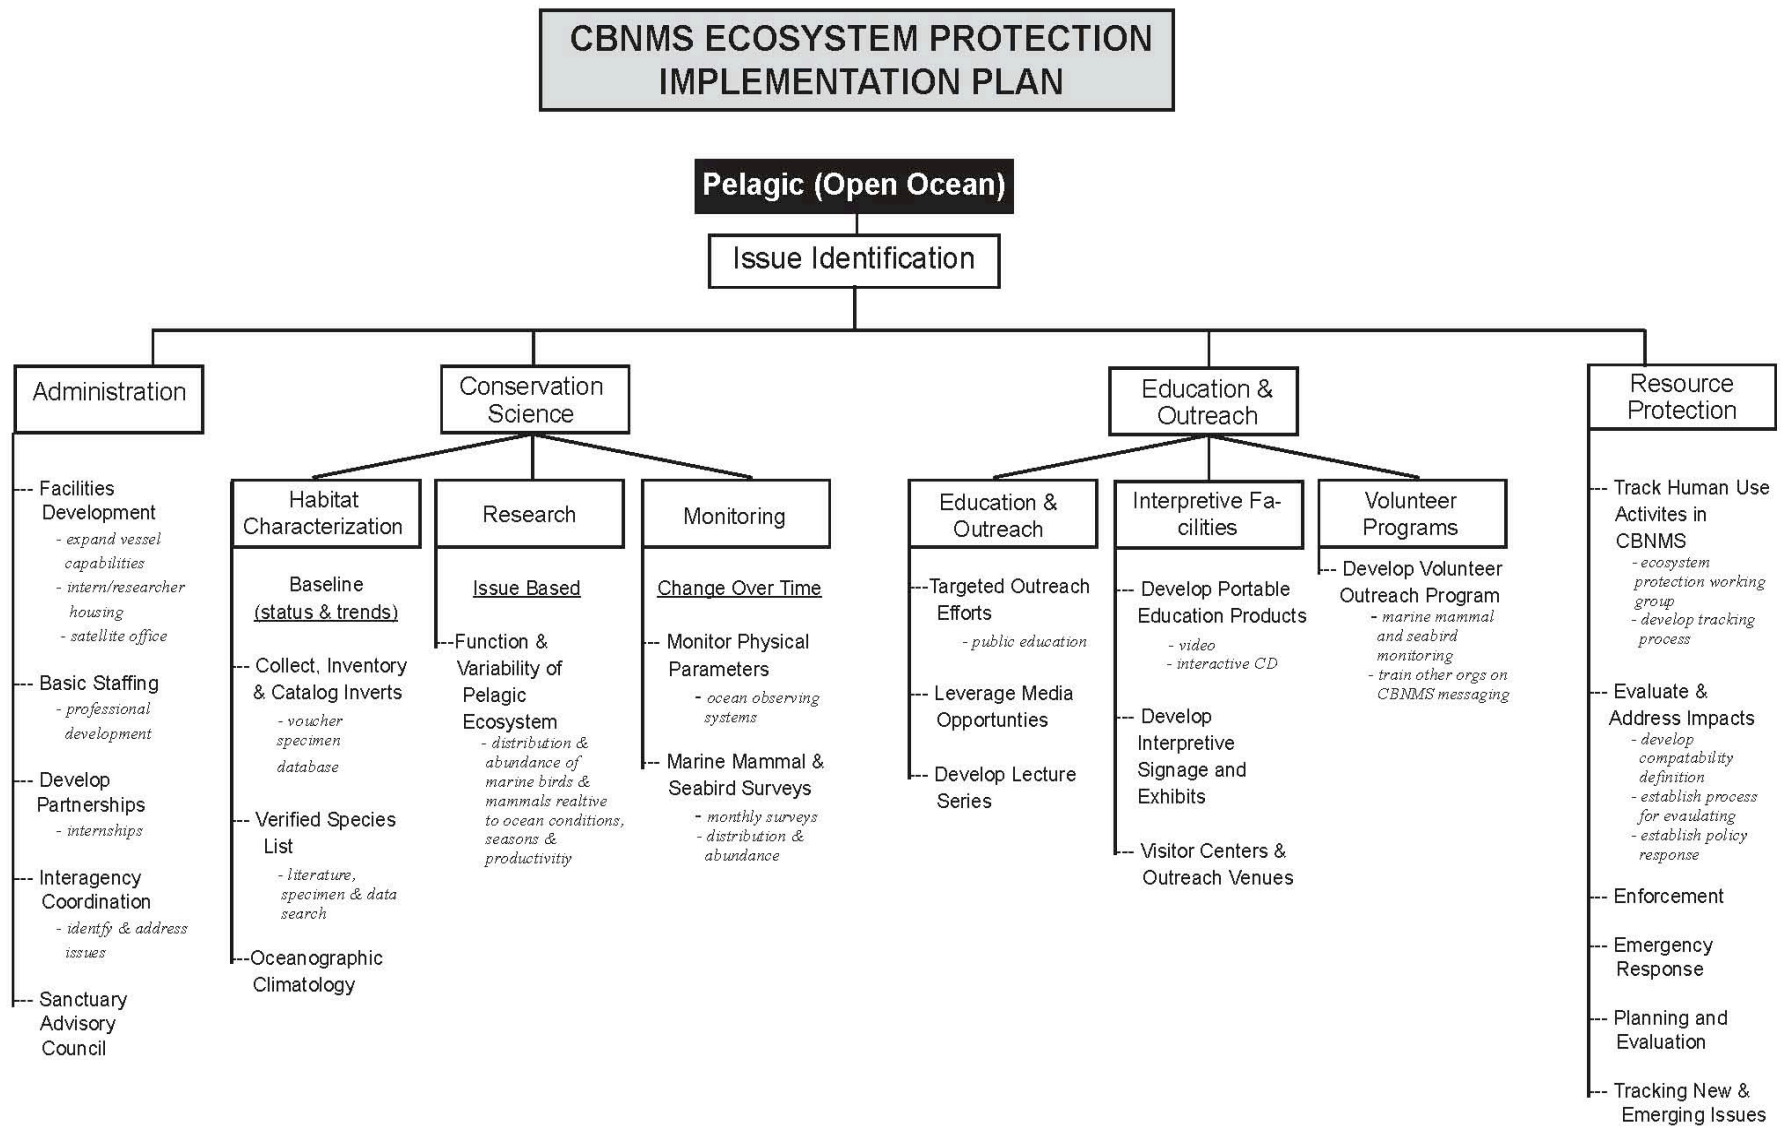 CBNMS ECOSYSTEM PROTECTION
IMPLEMENTATION PLAN
Pelagic (Open Ocean)
Issue Identification
Administration
--- Facilities
Development
- expand vessel
capabilities
- intern/researcher
housing
- satellite office
--- Basic Staffing
- professional
development
--- Develop
Partnerships
- internships
--- Interagency
Coordination
- identfy & address
issues
--- Sanctuary
Advisory
Council
Conservation
Science
Habitat
Characterization
Baseline
(status & trends)
--- Collect, Inventory
& Catalog Inverts
- voucher
specimen
database
--- Verified Species
List
- literature,
specimen & data
search
---Oceanographic
Climatology
Research
Issue Based
--- Function &
Variability of
Pelagic
Ecosystem
- distribution &
abundance of
marine birds &
mammals realtive
to ocean conditions,
seasons &
productivitiy
Monitoring
Change Over Time
--- Monitor Physical
Parameters
- ocean observing
systems
--- Marine Mammal &
Seabird Surveys
- monthly surveys
- distribution &
abundance
Education &
Outreach
Education &
Outreach
--- Targeted Outreach
Efforts
- public education
--- Leverage Media
Opportunties
--- Develop Lecture
Series
Interpretive Fa-
cilities
--- Develop Portable
Education Products
- video
- interactive CD
--- Develop
Interpretive
Signage and
Exhibits
--- Visitor Centers &
Outreach Venues
Volunteer
Programs
--- Develop Volunteer
Outreach Program
- marine mammal
and seabird
monitoring
- train other orgs on
CBNMS messaging
Resource
Protection
--- Track Human Use
Activites in
CBNMS
- ecosystem
protection working
group
- develop tracking
process
--- Evaluate &
Address Impacts
- develop
compatability
definition
- establish process
for evaulating
- establish policy
response
--- Enforcement
--- Emergency
Response
--- Planning and
Evaluation
--- Tracking New &
Emerging Issues